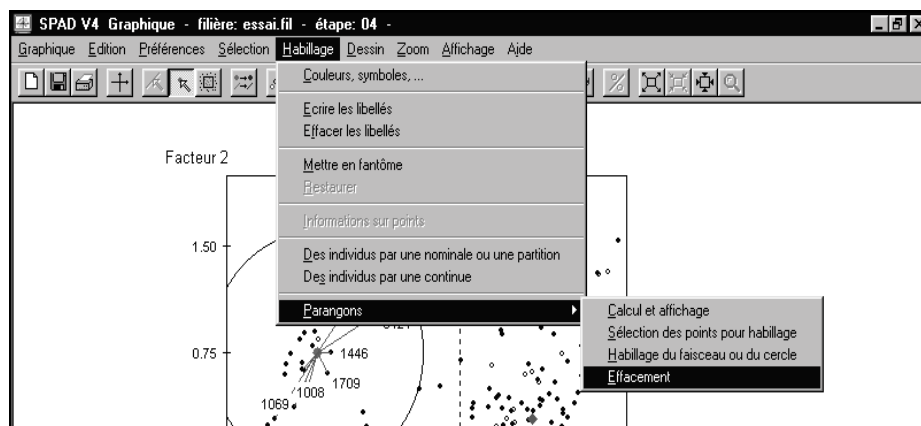 SPAD V4 Graphique - filière: essai.fil - étape: 04 -
Graphique Edition Préférences Sélection Habillage Dessin Zoom Affichage Aide
Couleurs, symboles, ...
Ecrire les libellés
Effacer les libellés
Mettre en fantôme
Restaurer
Informations sur points
Des individus par une nominale ou une partition
Des individus par une continue
Parangons
Calcul et affichage
Sélection des points pour habillage
Habillage du faisceau ou du cercle
Effacement
Facteur 2
1.50
0.75
1446
1709
1008
1069